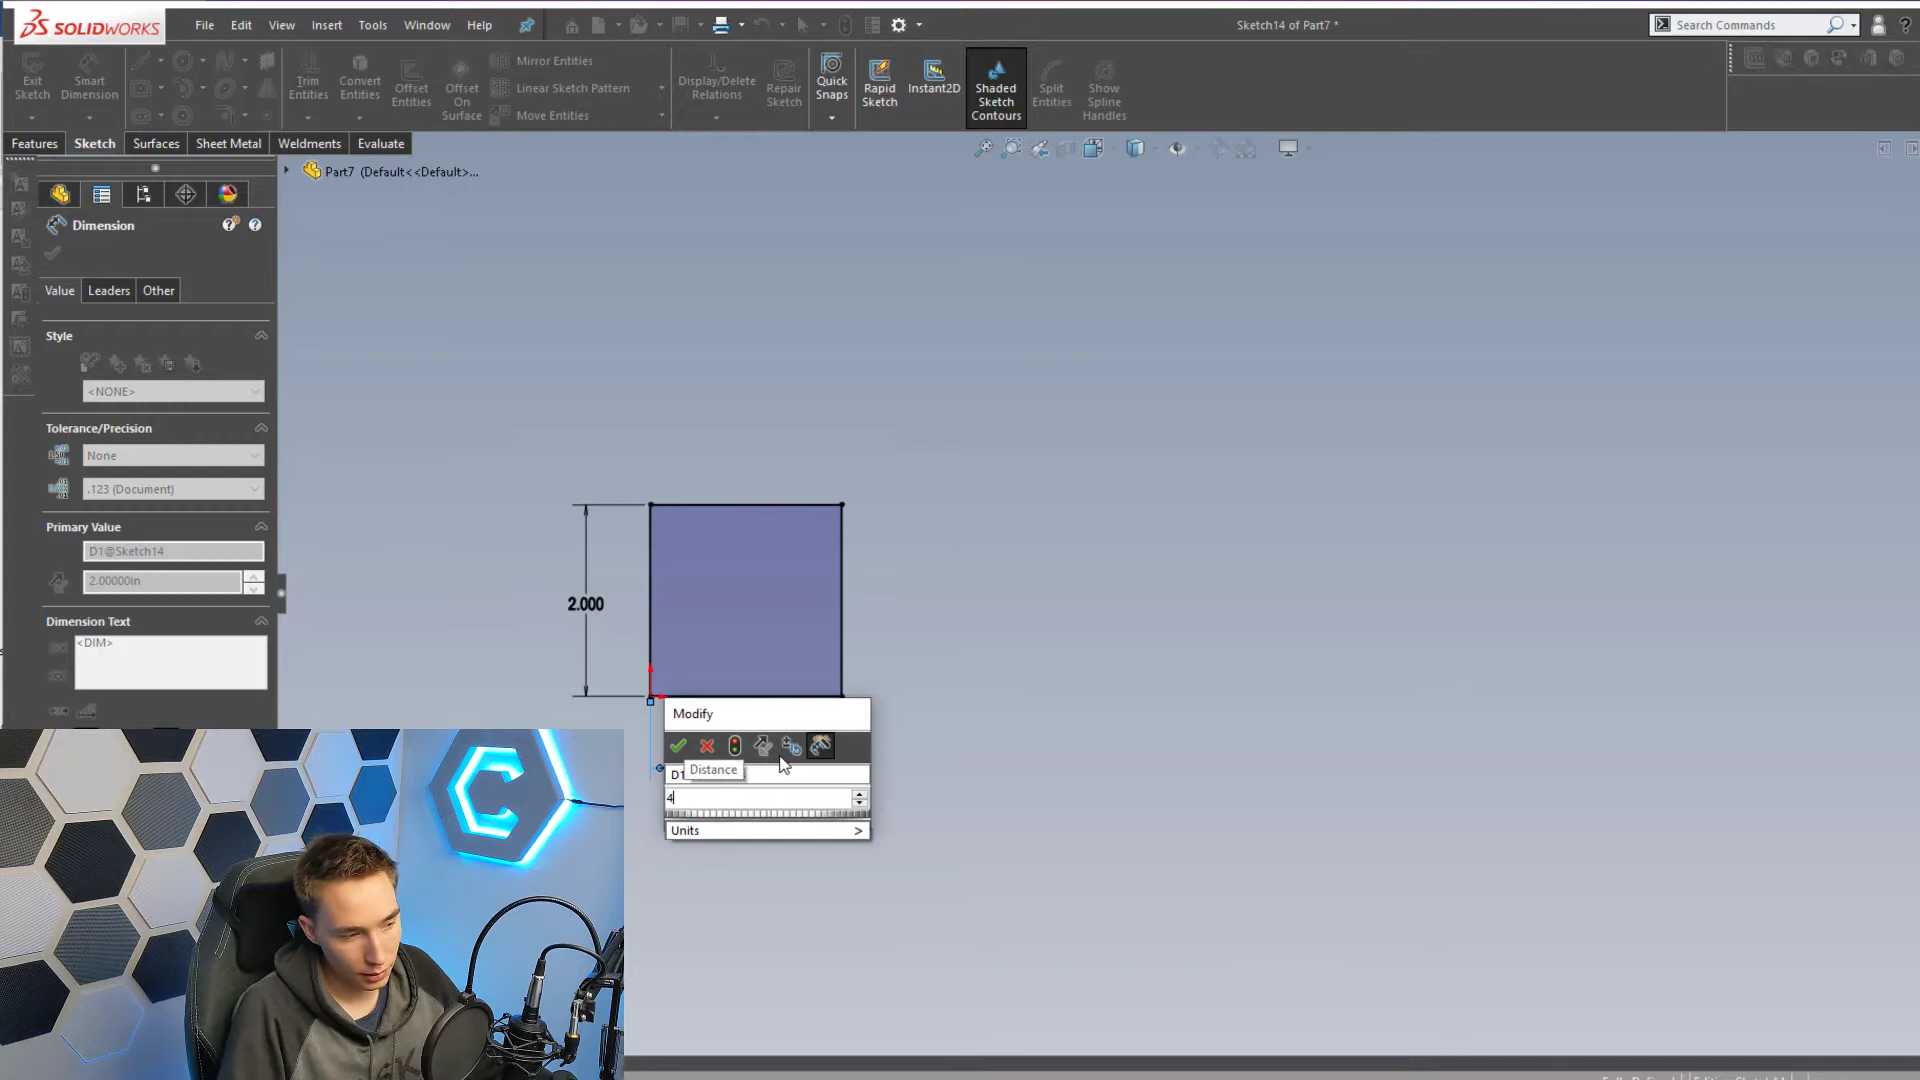 SOLIDWORKS
File Edit View Insert Tools Window Help
Sketch14 of Part7 *
Search Commands
Exit Sketch
Smart Dimension
Trim Entities
Convert Entities
Offset Entities
Offset On Surface
Mirror Entities
Linear Sketch Pattern
Move Entities
Display/Delete Relations
Repair Sketch
Quick Snaps
Rapid Sketch
Instant2D
Shaded Sketch Contours
Split Entities
Show Spline Handles
Features Sketch Surfaces Sheet Metal Weldments Evaluate
Part7 (Default<<Default>...
Dimension
Value Leaders Other
Style
<NONE>
Tolerance/Precision
None
.123 (Document)
Primary Value
D1@Sketch14
2.00000in
Dimension Text
<DIM>
2.000
Modify
Distance
D1
4
Units >